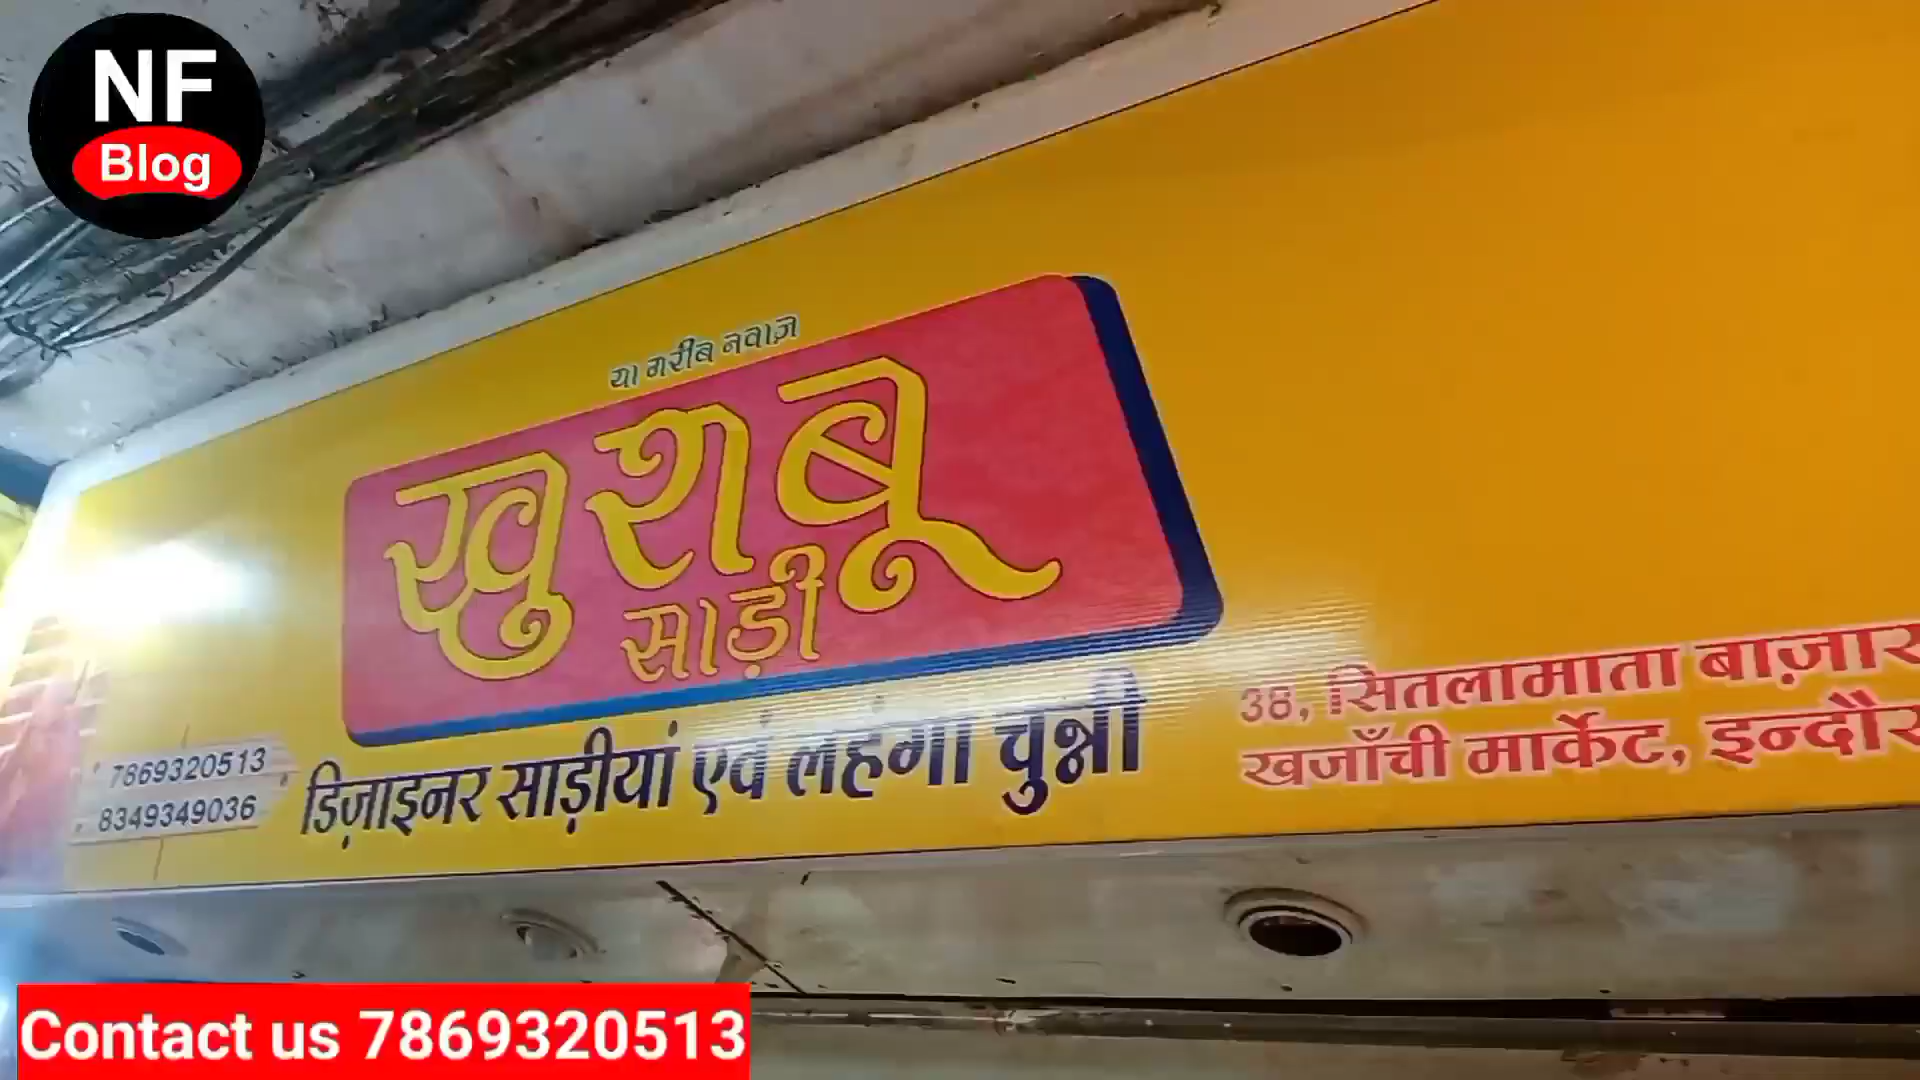 NF
Blog
या गरीब नवाज़
खुशबू
साड़ी
7869320513
8349349036
डिज़ाइनर साड़ीयां एवं लहंगा चुन्नी
38, सितलामाता बाज़ार
खजाँची मार्केट, इन्दौर
Contact us 7869320513